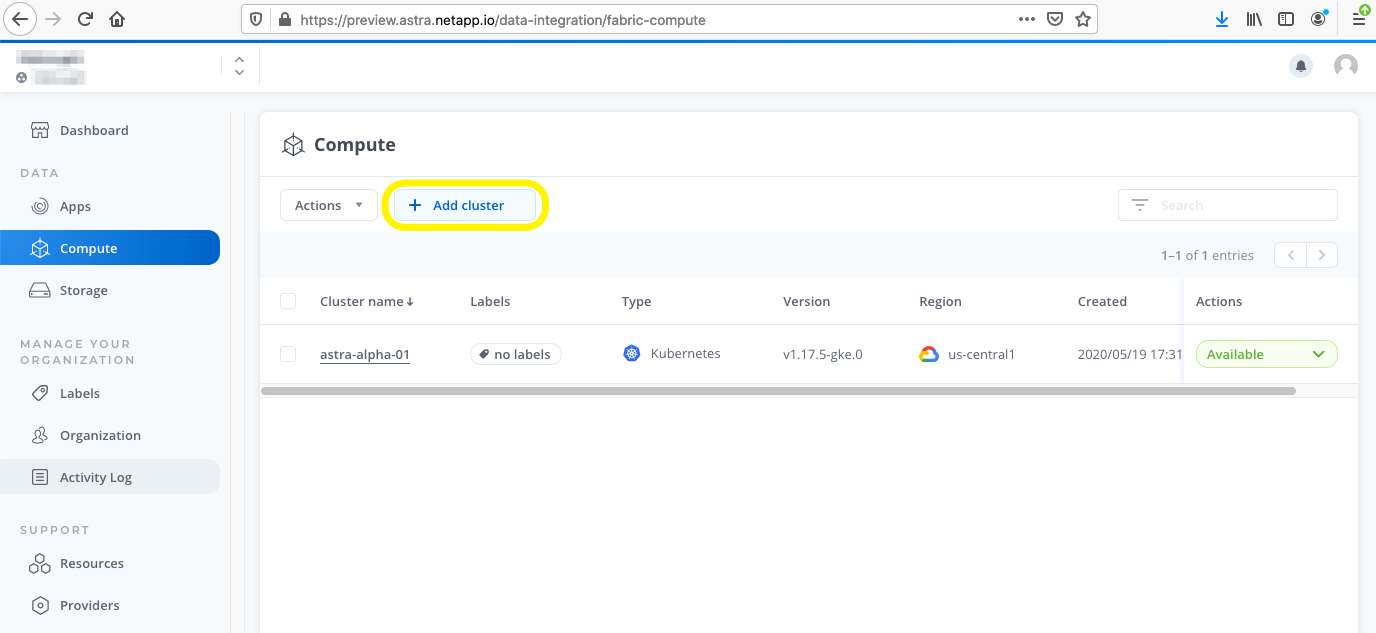 https://preview.astra.netapp.io/data-integration/fabric-compute
Dashboard
DATA
Apps
Compute
Storage
MANAGE YOUR
ORGANIZATION
Labels
Organization
Activity Log
SUPPORT
Resources
Providers
Compute
Actions
Add cluster
Search
1–1 of 1 entries
Cluster name Labels Type Version Region Created Actions
astra-alpha-01 no labels Kubernetes v1.17.5-gke.0 us-central1 2020/05/19 17:31 Available